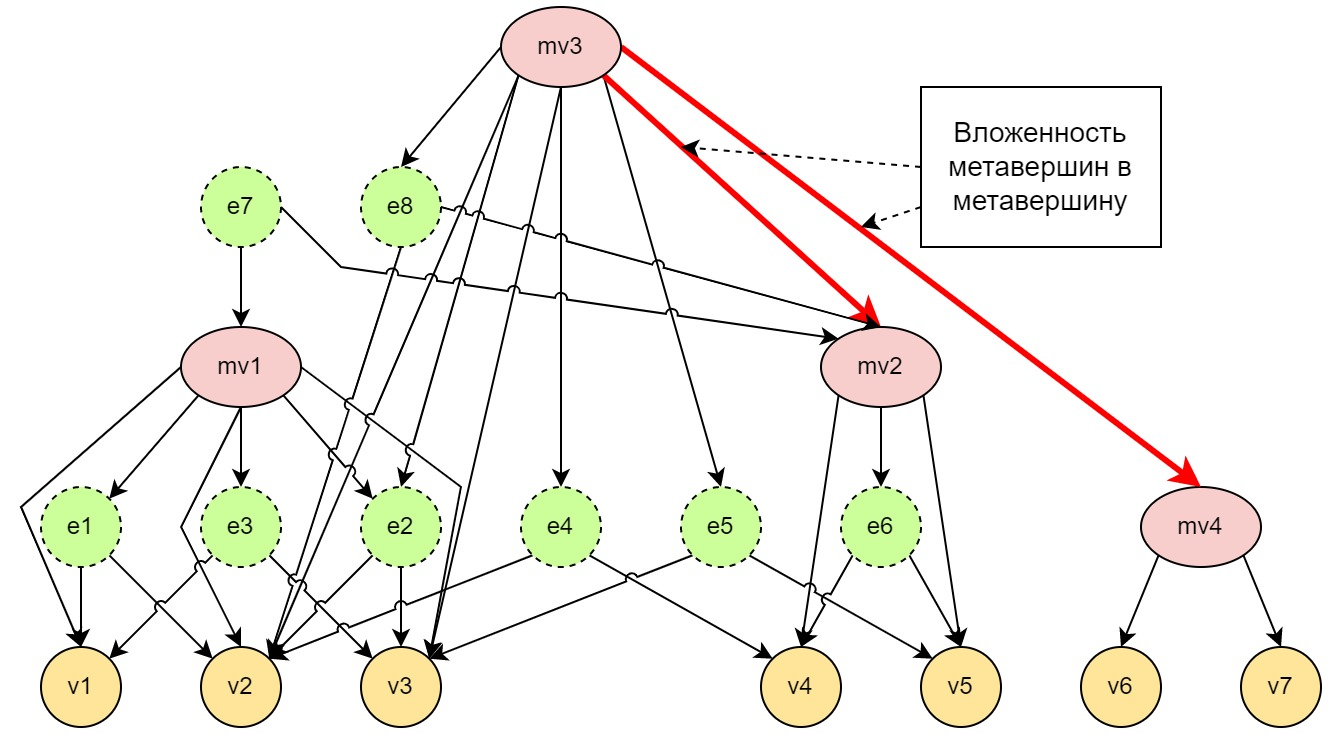 mv3
Вложенность
метавершин в
метавершину
e7
e8
mv1
mv2
e1
e3
e2
e4
e5
e6
mv4
v1
v2
v3
v4
v5
v6
v7